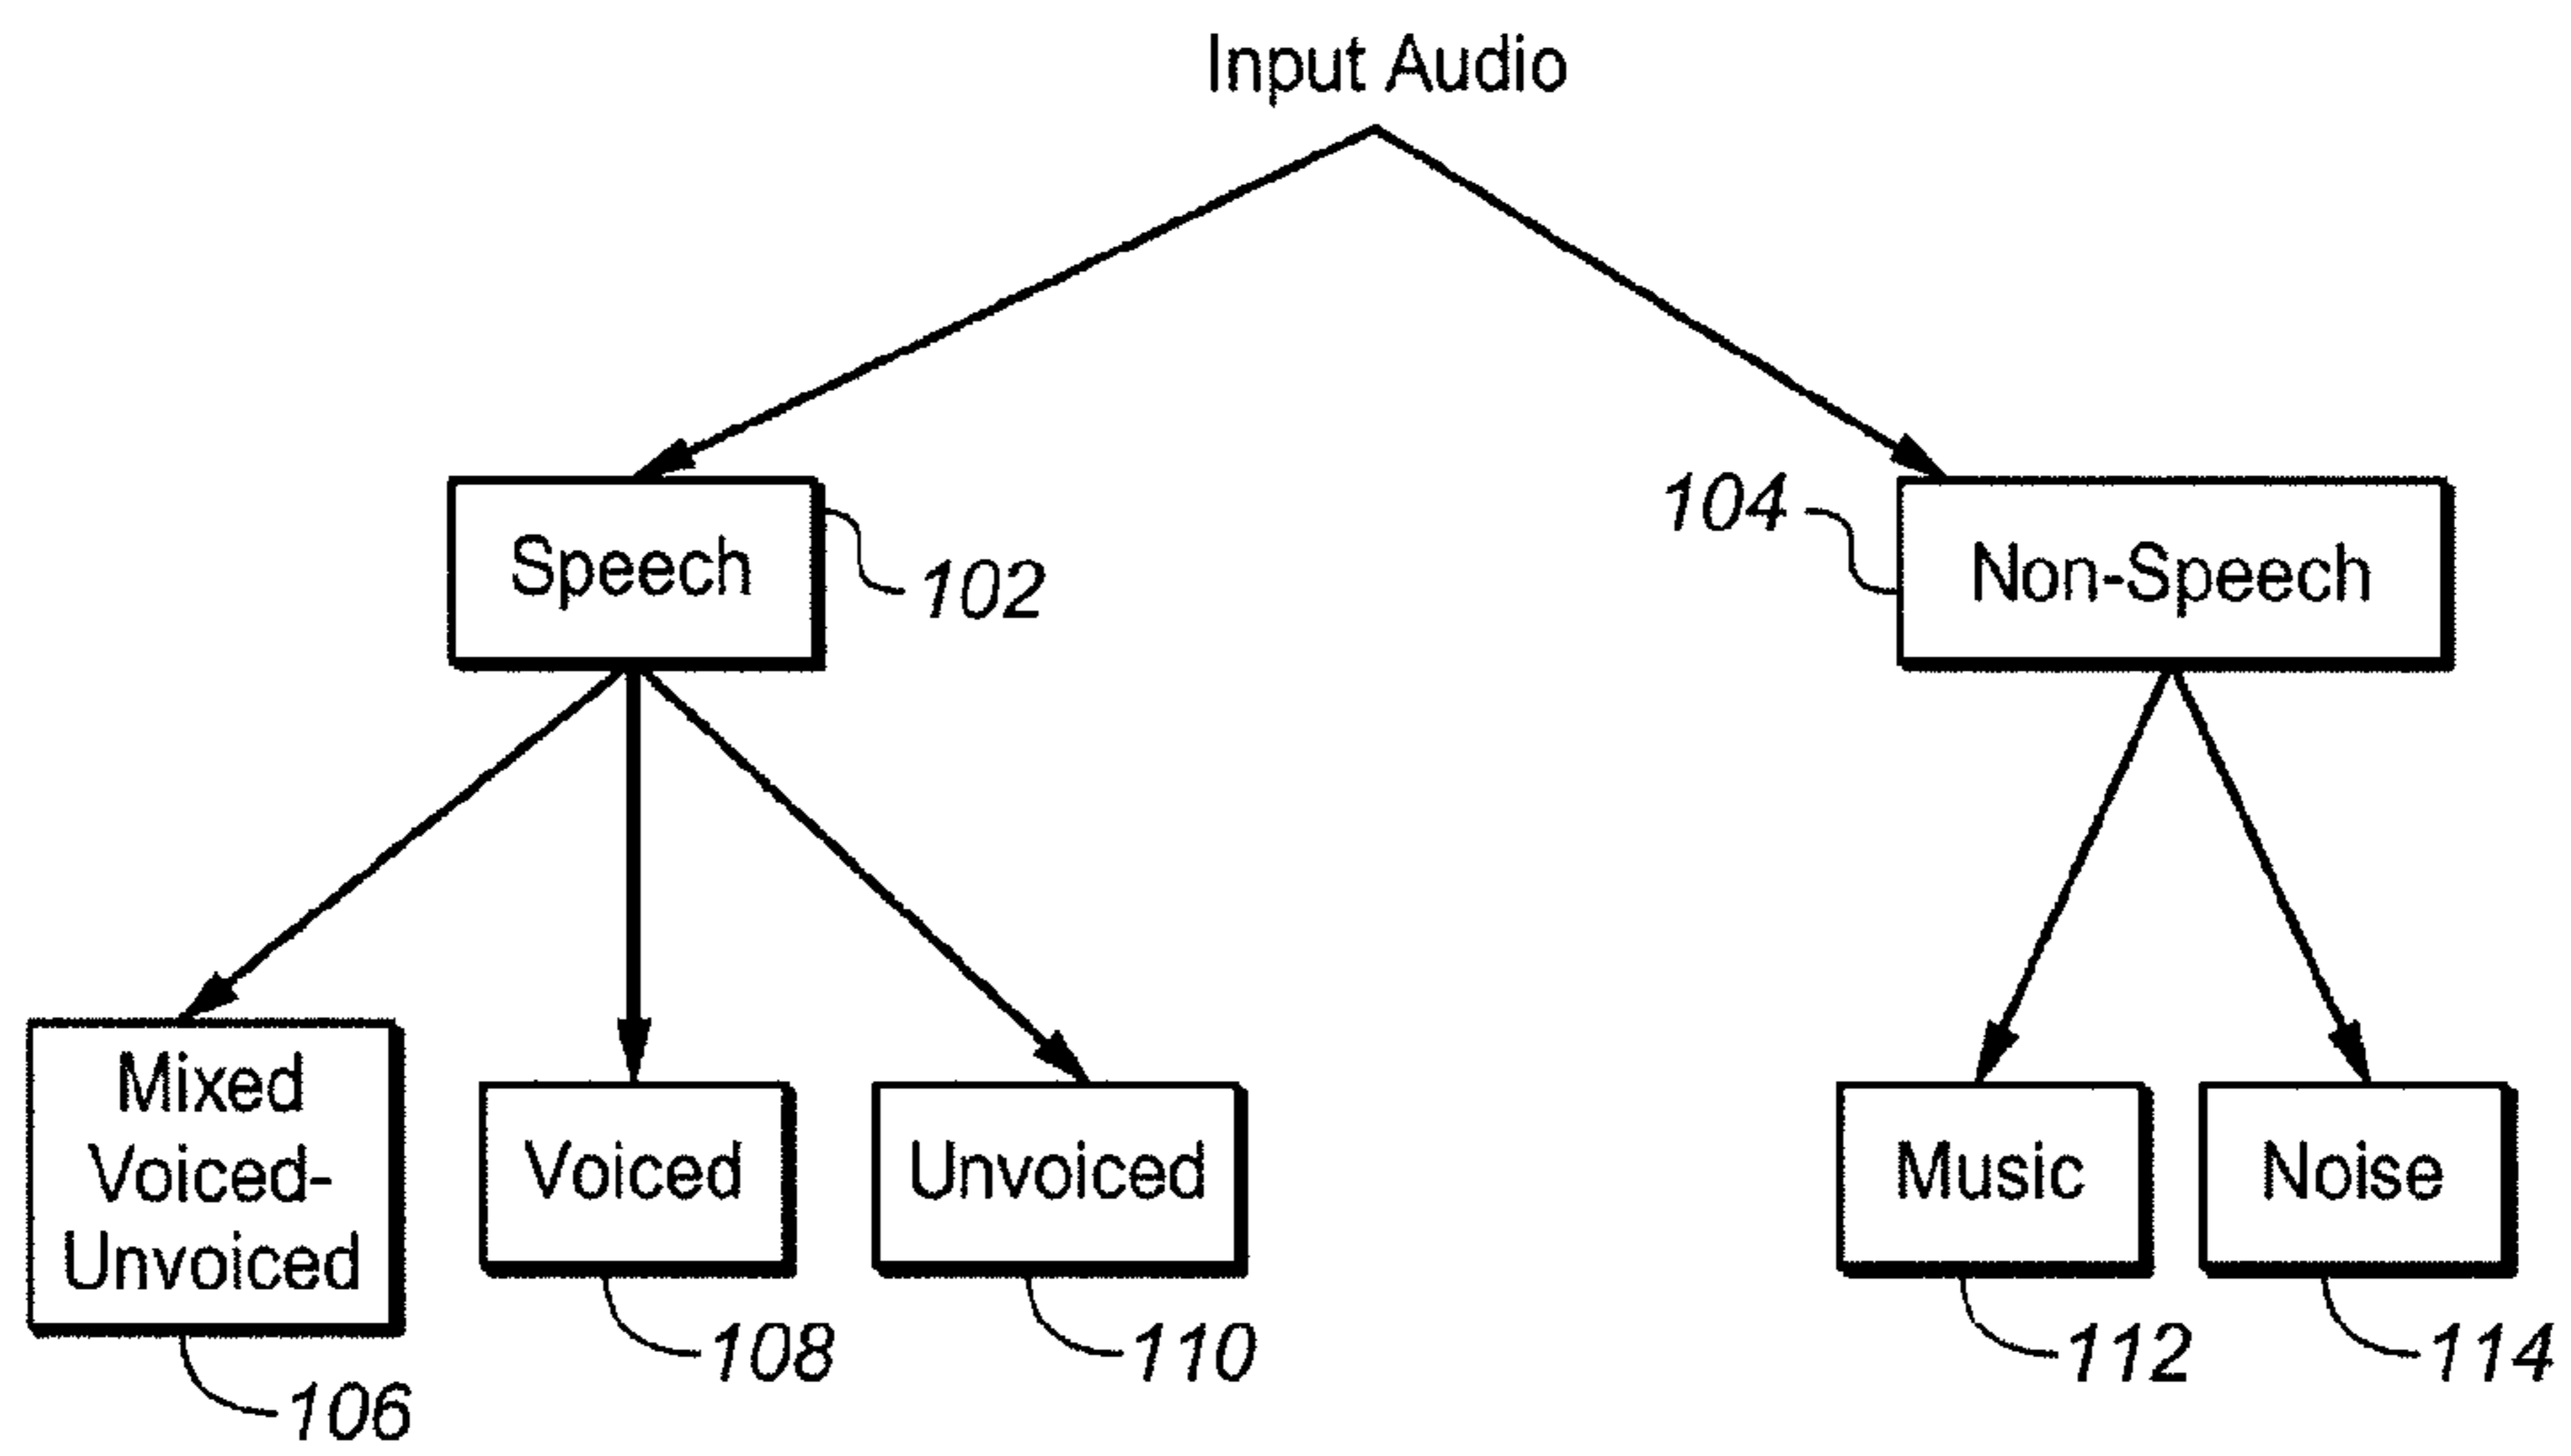 Input Audio
Speech
102
104
Non-Speech
Mixed
Voiced-
Unvoiced
106
Voiced
108
Unvoiced
110
Music
112
Noise
114